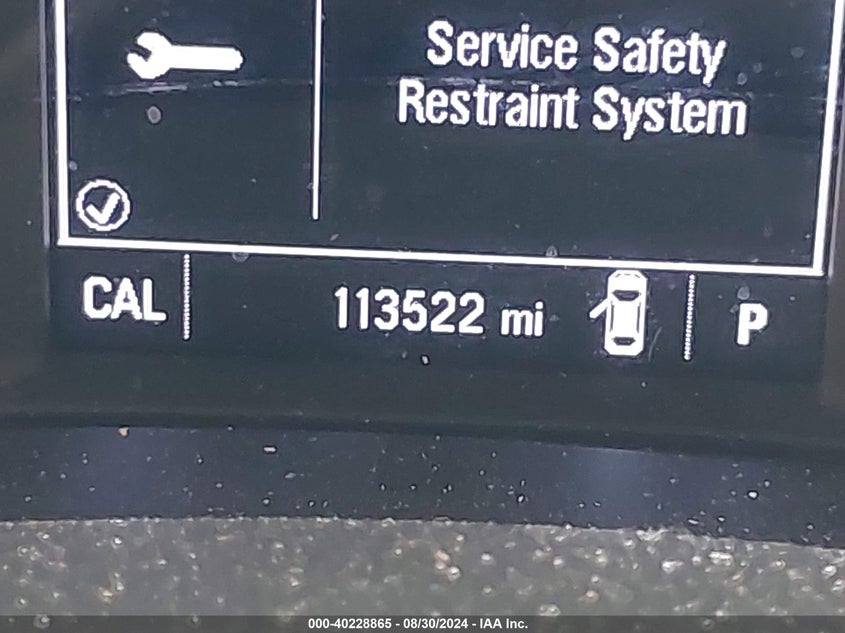 Service Safety
Restraint System
CAL 113522 mi P
000-40228865 - 08/30/2024 - IAA Inc.